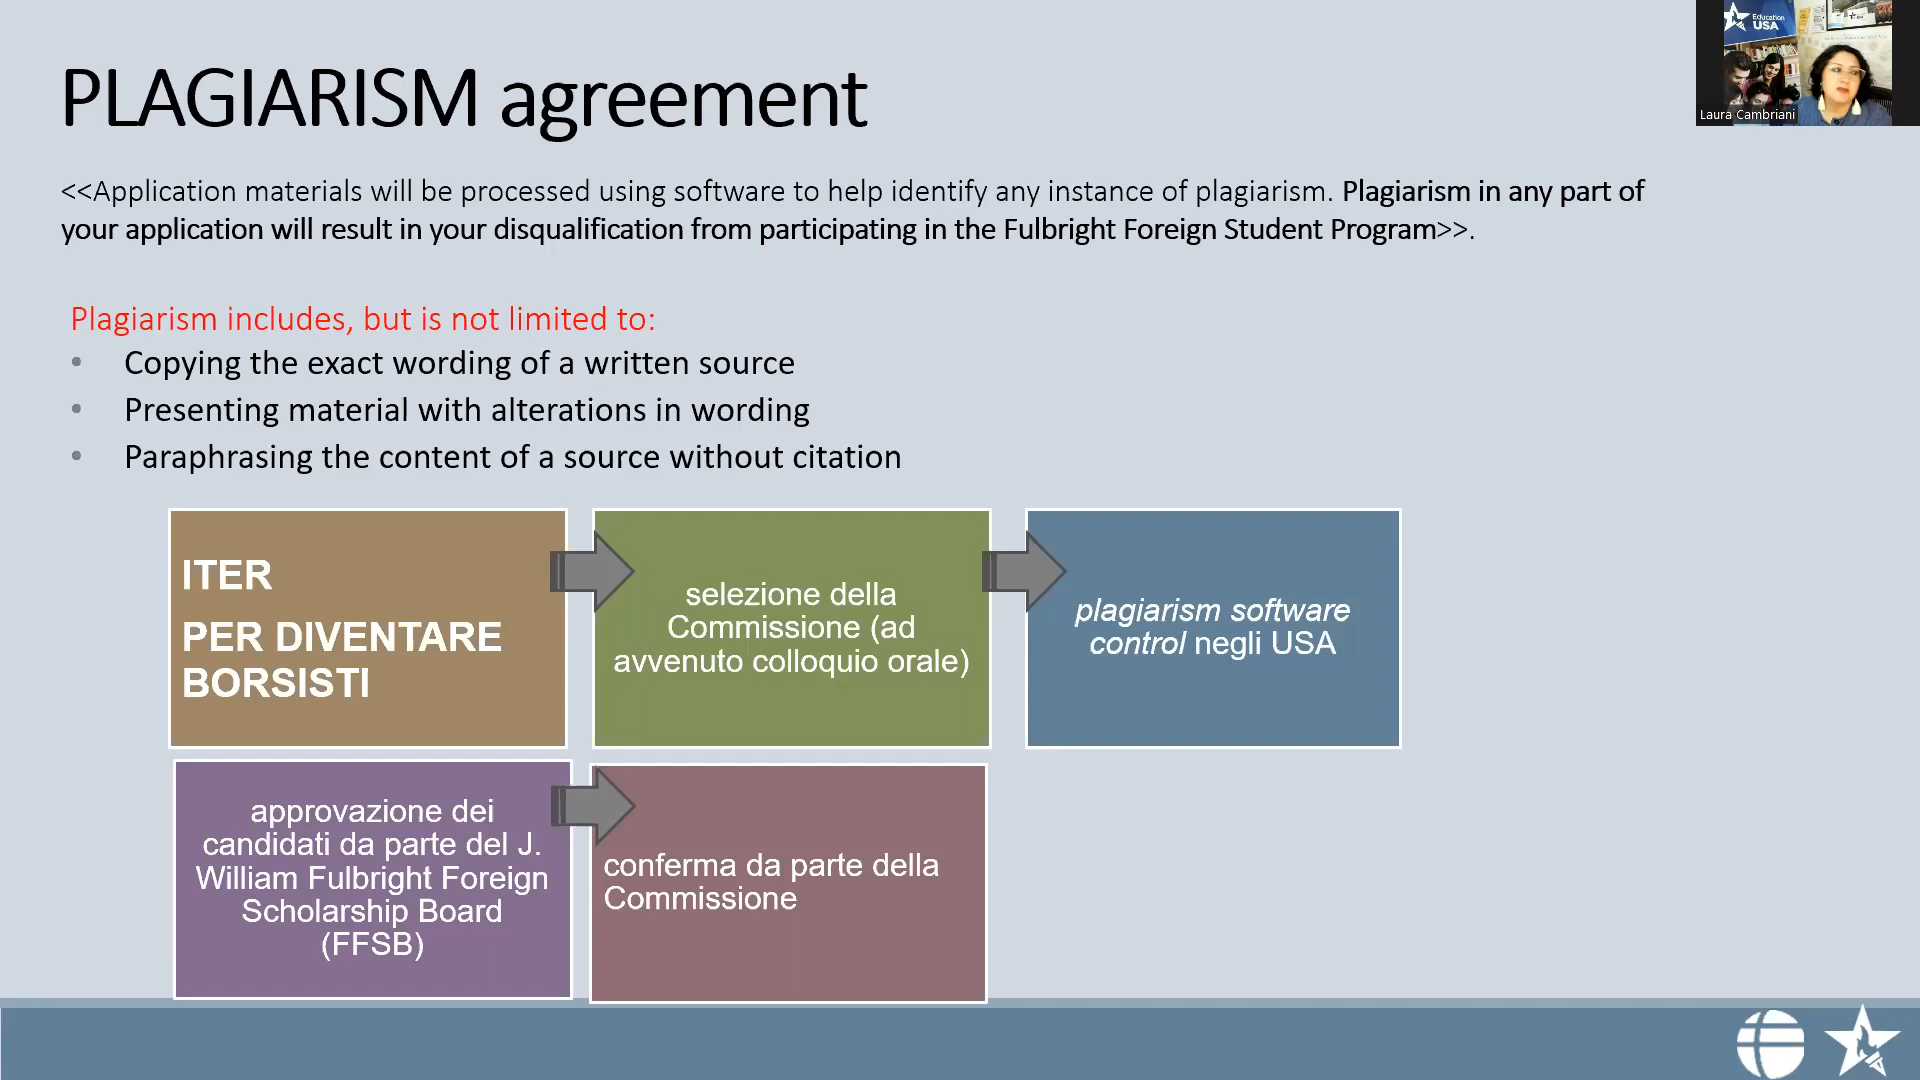 PLAGIARISM agreement
Education
USA
Laura Cambriani
<<Application materials will be processed using software to help identify any instance of plagiarism. Plagiarism in any part of
your application will result in your disqualification from participating in the Fulbright Foreign Student Program>>.
Plagiarism includes, but is not limited to:
• Copying the exact wording of a written source
• Presenting material with alterations in wording
• Paraphrasing the content of a source without citation
ITER
PER DIVENTARE
BORSISTI
selezione della
Commissione (ad
avvenuto colloquio orale)
plagiarism software
control negli USA
approvazione dei
candidati da parte del J.
William Fulbright Foreign
Scholarship Board
(FFSB)
conferma da parte della
Commissione